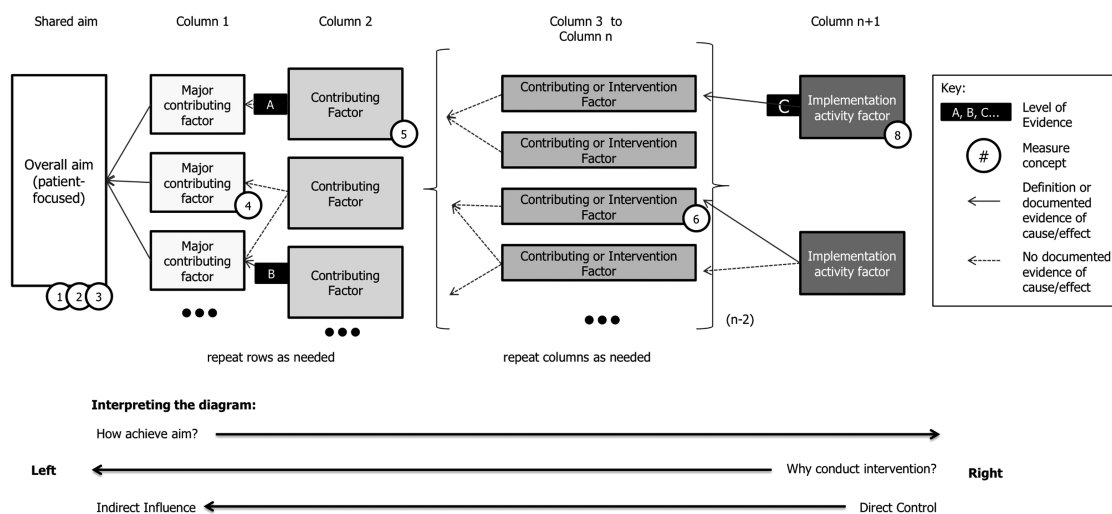 Shared aim
Column 1
Column 2
Column 3 to
Column n
Column n+1
Overall aim
(patient-
focused)
1
2
3
Major
contributing
factor
Major
contributing
factor
4
Major
contributing
factor
A
Contributing
Factor
5
Contributing
Factor
B
Contributing
Factor
Contributing or Intervention
Factor
Contributing or Intervention
Factor
Contributing or Intervention
Factor
6
Contributing or Intervention
Factor
(n-2)
C
Implementation
activity factor
8
Implementation
activity factor
Key:
A, B, C...
Level of
Evidence
#
Measure
concept
Definition or
documented
evidence of
cause/effect
No documented
evidence of
cause/effect
repeat rows as needed
repeat columns as needed
Interpreting the diagram:
How achieve aim?
Left
Why conduct intervention?
Right
Indirect Influence
Direct Control